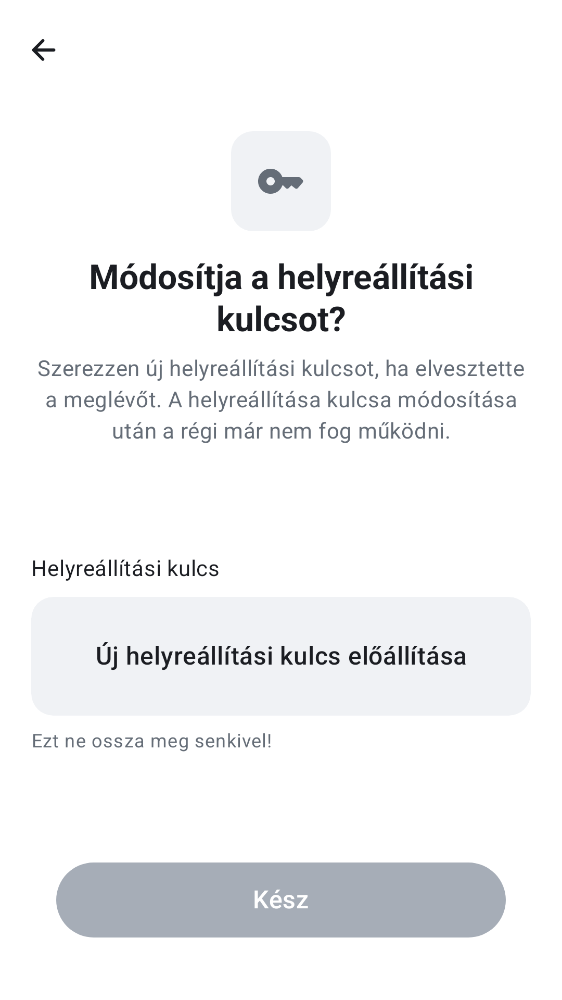 Módosítja a helyreállítási
kulcsot?
Szerezzen új helyreállítási kulcsot, ha elvesztette
a meglévőt. A helyreállítása kulcsa módosítása
után a régi már nem fog működni.
Helyreállítási kulcs
Új helyreállítási kulcs előállítása
Ezt ne ossza meg senkivel!
Kész